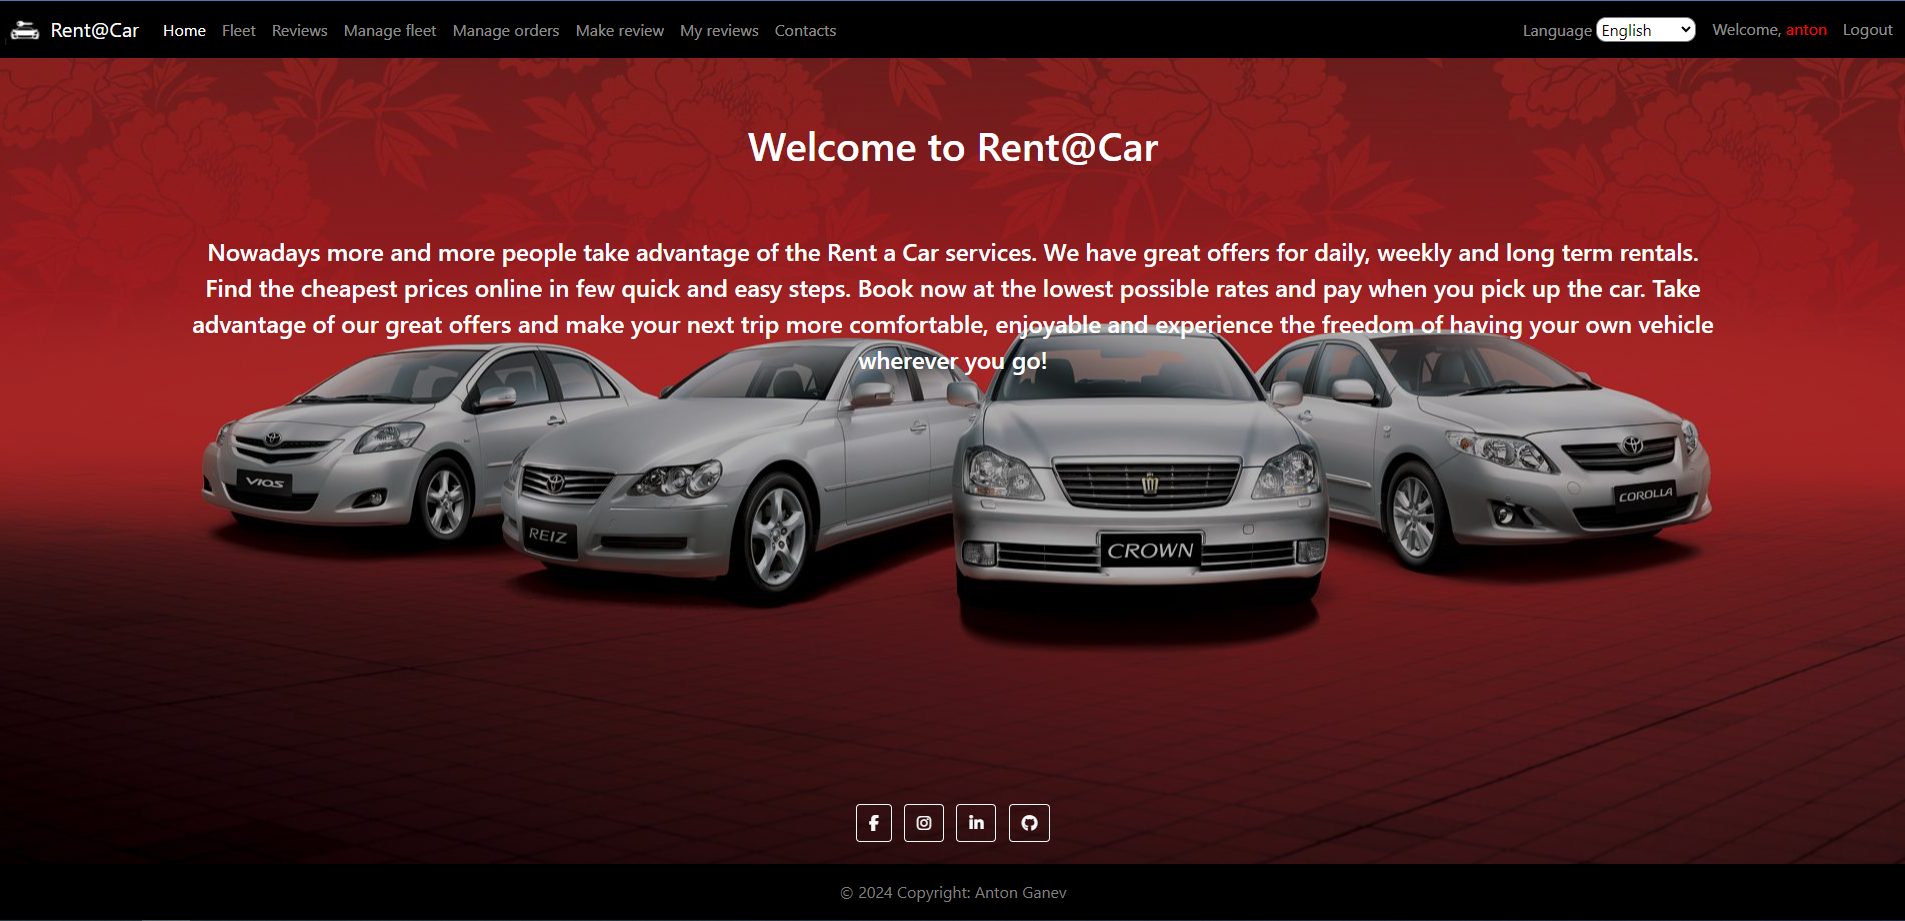 Rent@Car Home Fleet Reviews Manage fleet Manage orders Make review My reviews Contacts Language English Welcome, anton Logout
Welcome to Rent@Car
Nowadays more and more people take advantage of the Rent a Car services. We have great offers for daily, weekly and long term rentals.
Find the cheapest prices online in few quick and easy steps. Book now at the lowest possible rates and pay when you pick up the car. Take
advantage of our great offers and make your next trip more comfortable, enjoyable and experience the freedom of having your own vehicle
wherever you go!
VIOS
REIZ
CROWN
COROLLA
© 2024 Copyright: Anton Ganev